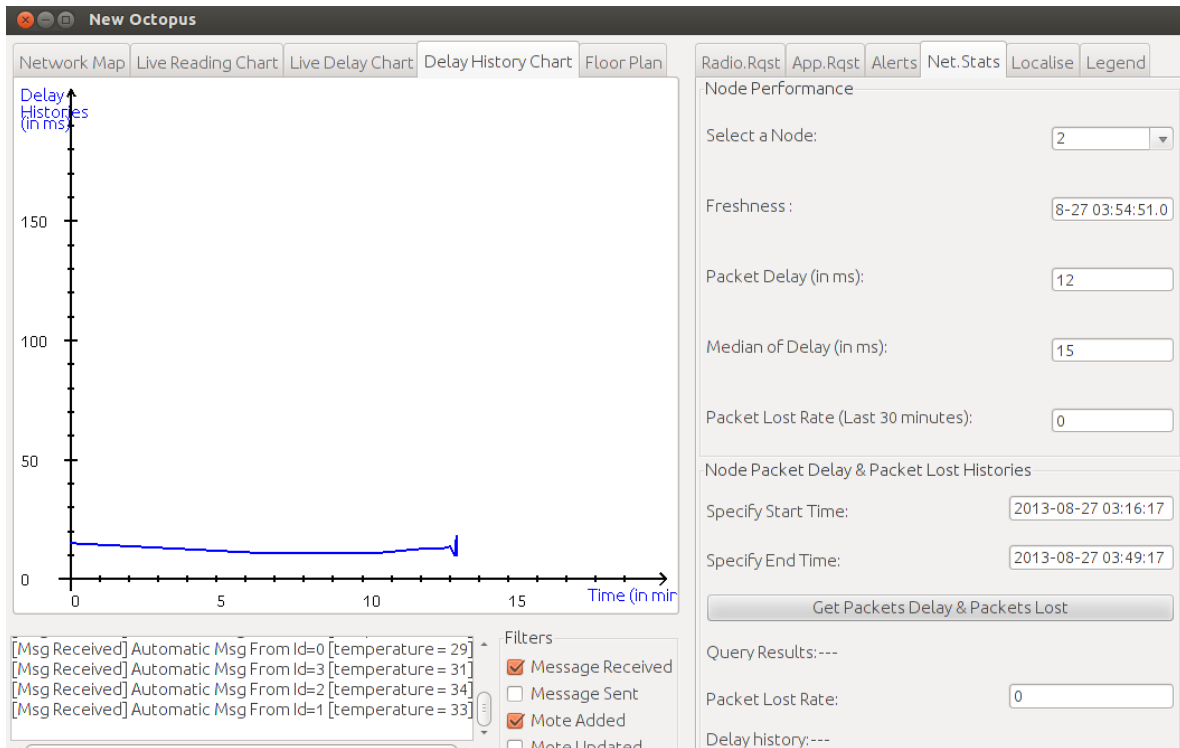 New Octopus
Network Map Live Reading Chart Live Delay Chart Delay History Chart Floor Plan
Delay
Histories
(in ms)
150
100
50
0
0 5 10 15 Time (in min
[Msg Received] Automatic Msg From Id=0 [temperature = 29]
[Msg Received] Automatic Msg From Id=3 [temperature = 31]
[Msg Received] Automatic Msg From Id=2 [temperature = 34]
[Msg Received] Automatic Msg From Id=1 [temperature = 33]
Filters
Message Received
Message Sent
Mote Added
Mote Updated
Radio.Rqst App.Rqst Alerts Net.Stats Localise Legend
Node Performance
Select a Node: 2
Freshness : 8-27 03:54:51.0
Packet Delay (in ms): 12
Median of Delay (in ms): 15
Packet Lost Rate (Last 30 minutes): 0
Node Packet Delay & Packet Lost Histories
Specify Start Time: 2013-08-27 03:16:17
Specify End Time: 2013-08-27 03:49:17
Get Packets Delay & Packets Lost
Query Results:---
Packet Lost Rate: 0
Delay history:---